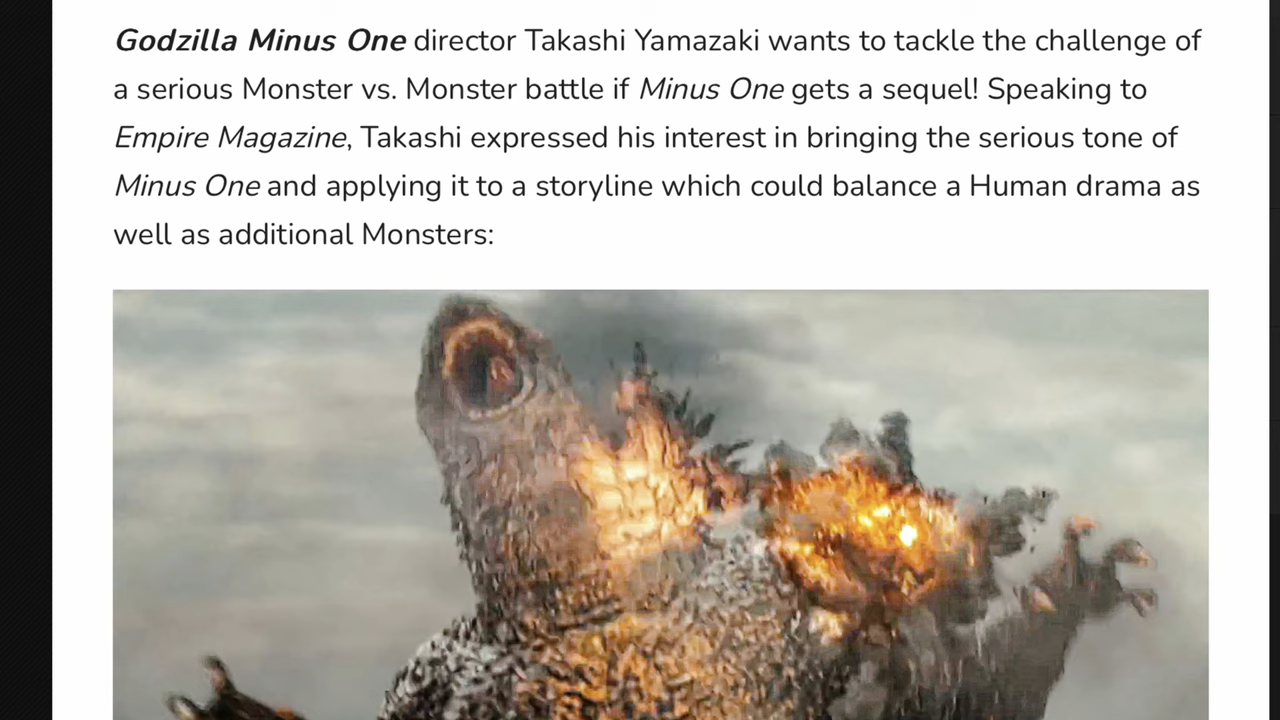 Godzilla Minus One director Takashi Yamazaki wants to tackle the challenge of
a serious Monster vs. Monster battle if Minus One gets a sequel! Speaking to
Empire Magazine, Takashi expressed his interest in bringing the serious tone of
Minus One and applying it to a storyline which could balance a Human drama as
well as additional Monsters: